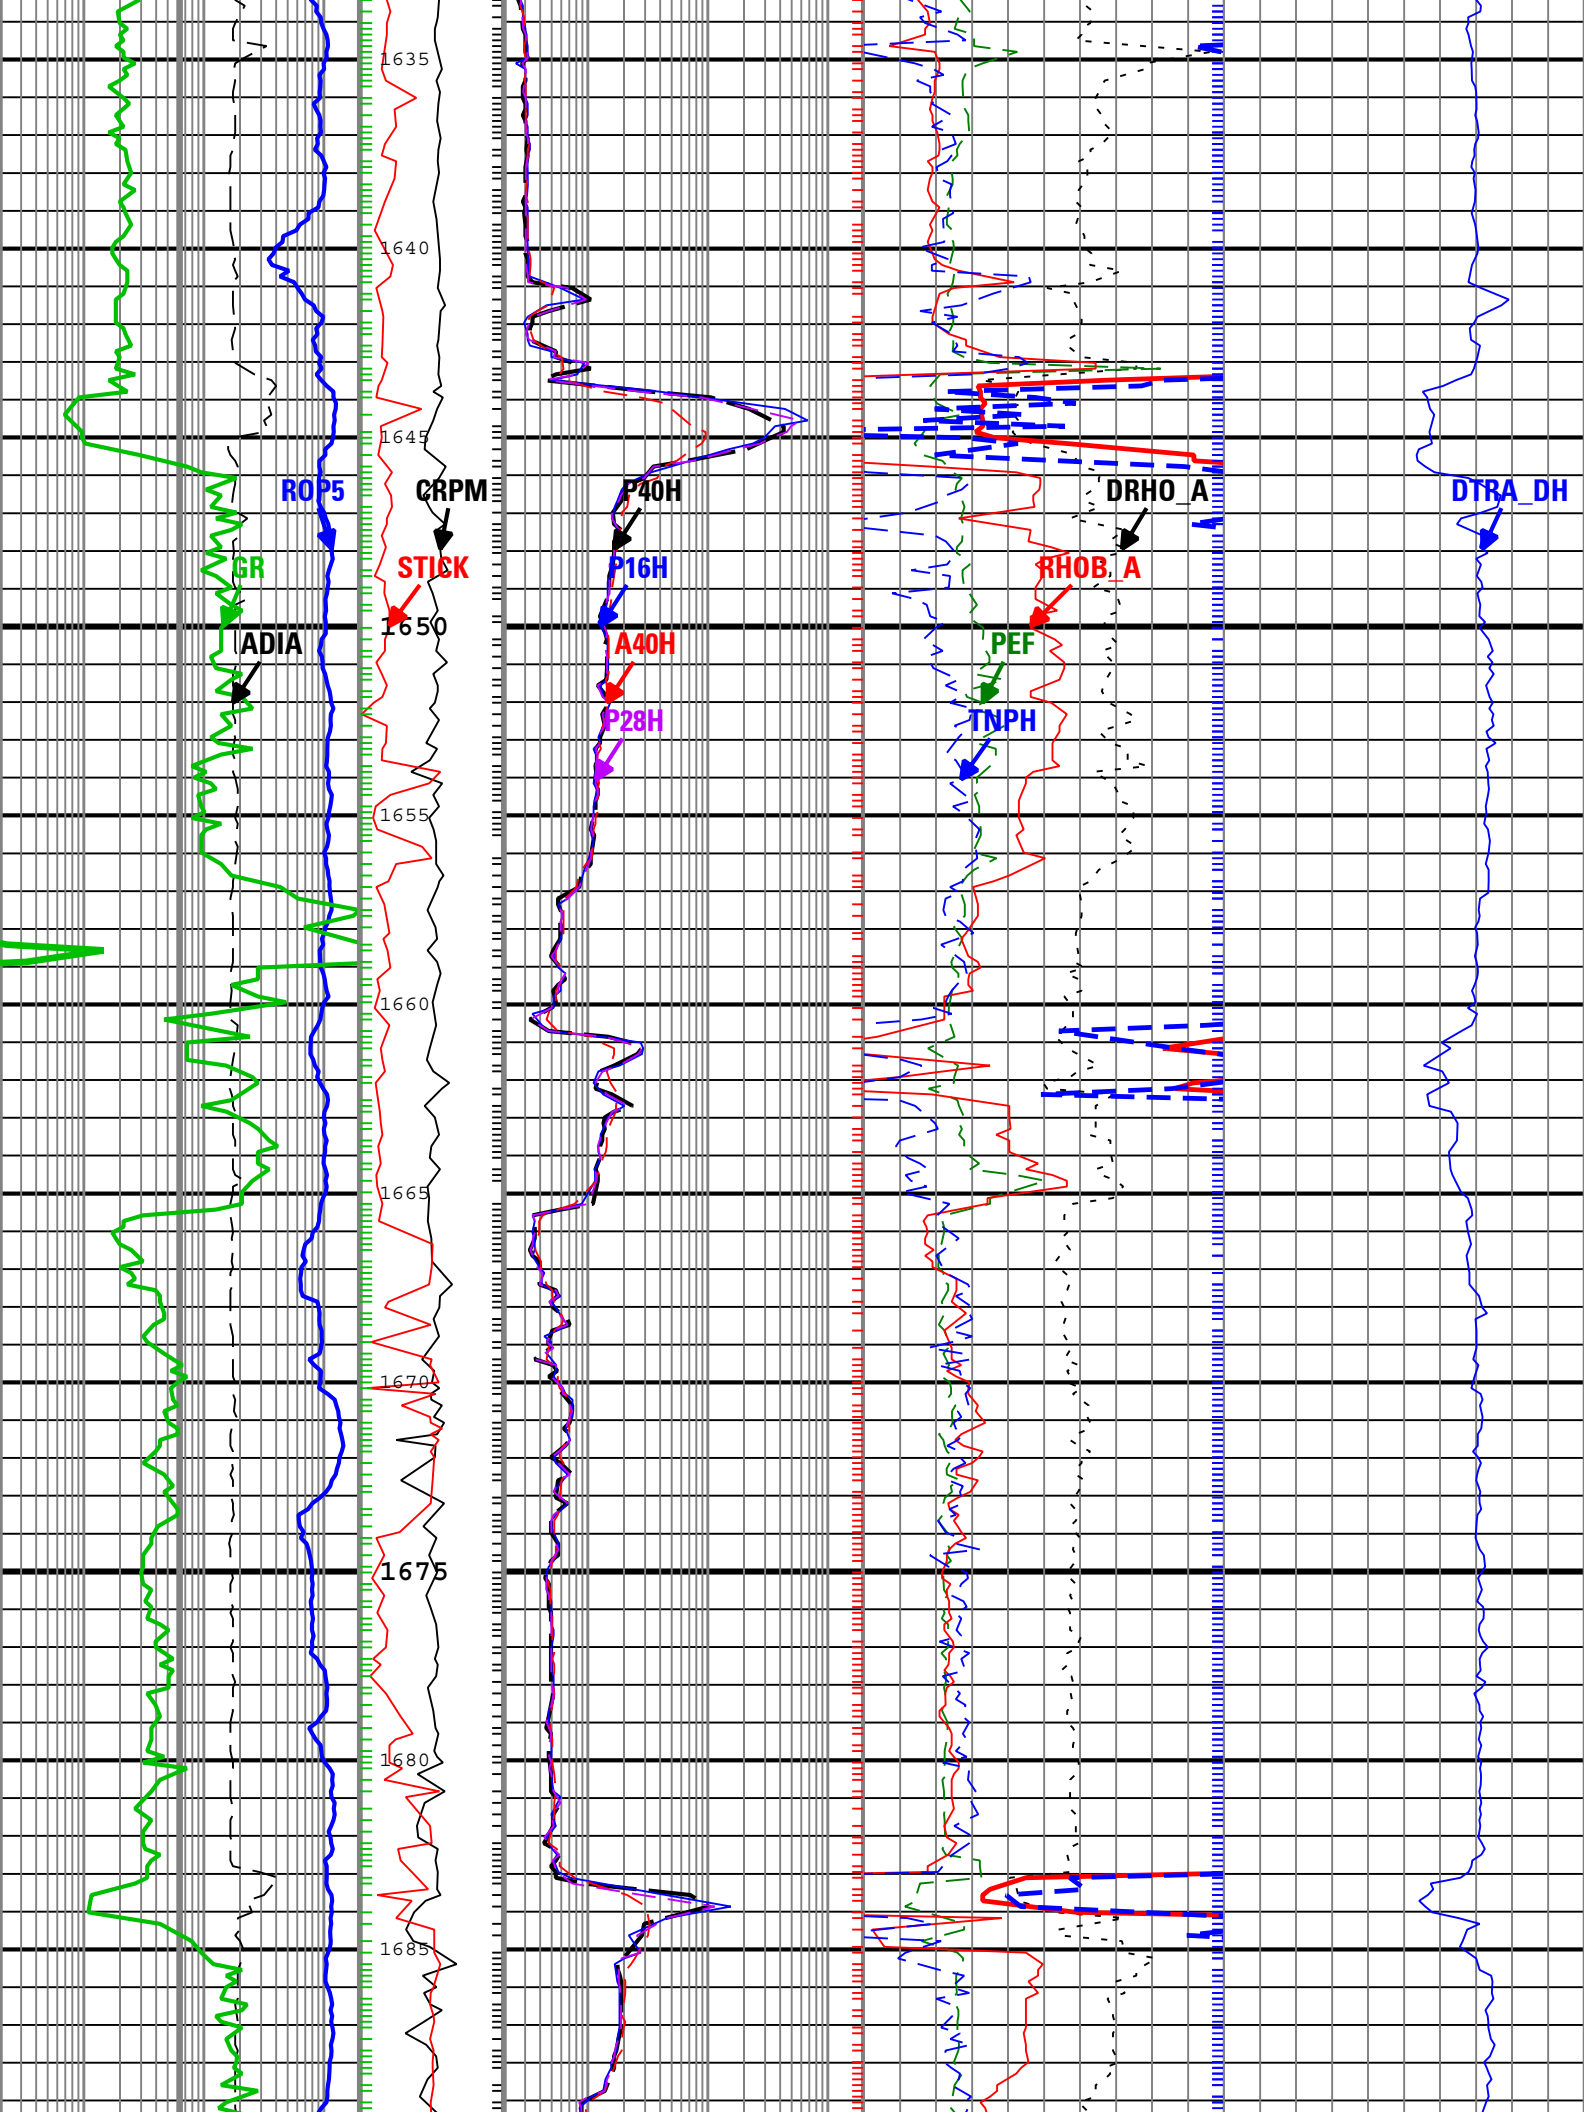 1635
1640
1645
ROP5 CRPM P40H DRHO_A DTRA_DH
GR STICK P16H RHOB_A
1650
ADIA A40H PEF
P28H TNPH
1655
1660
1665
1670
1675
1680
1685